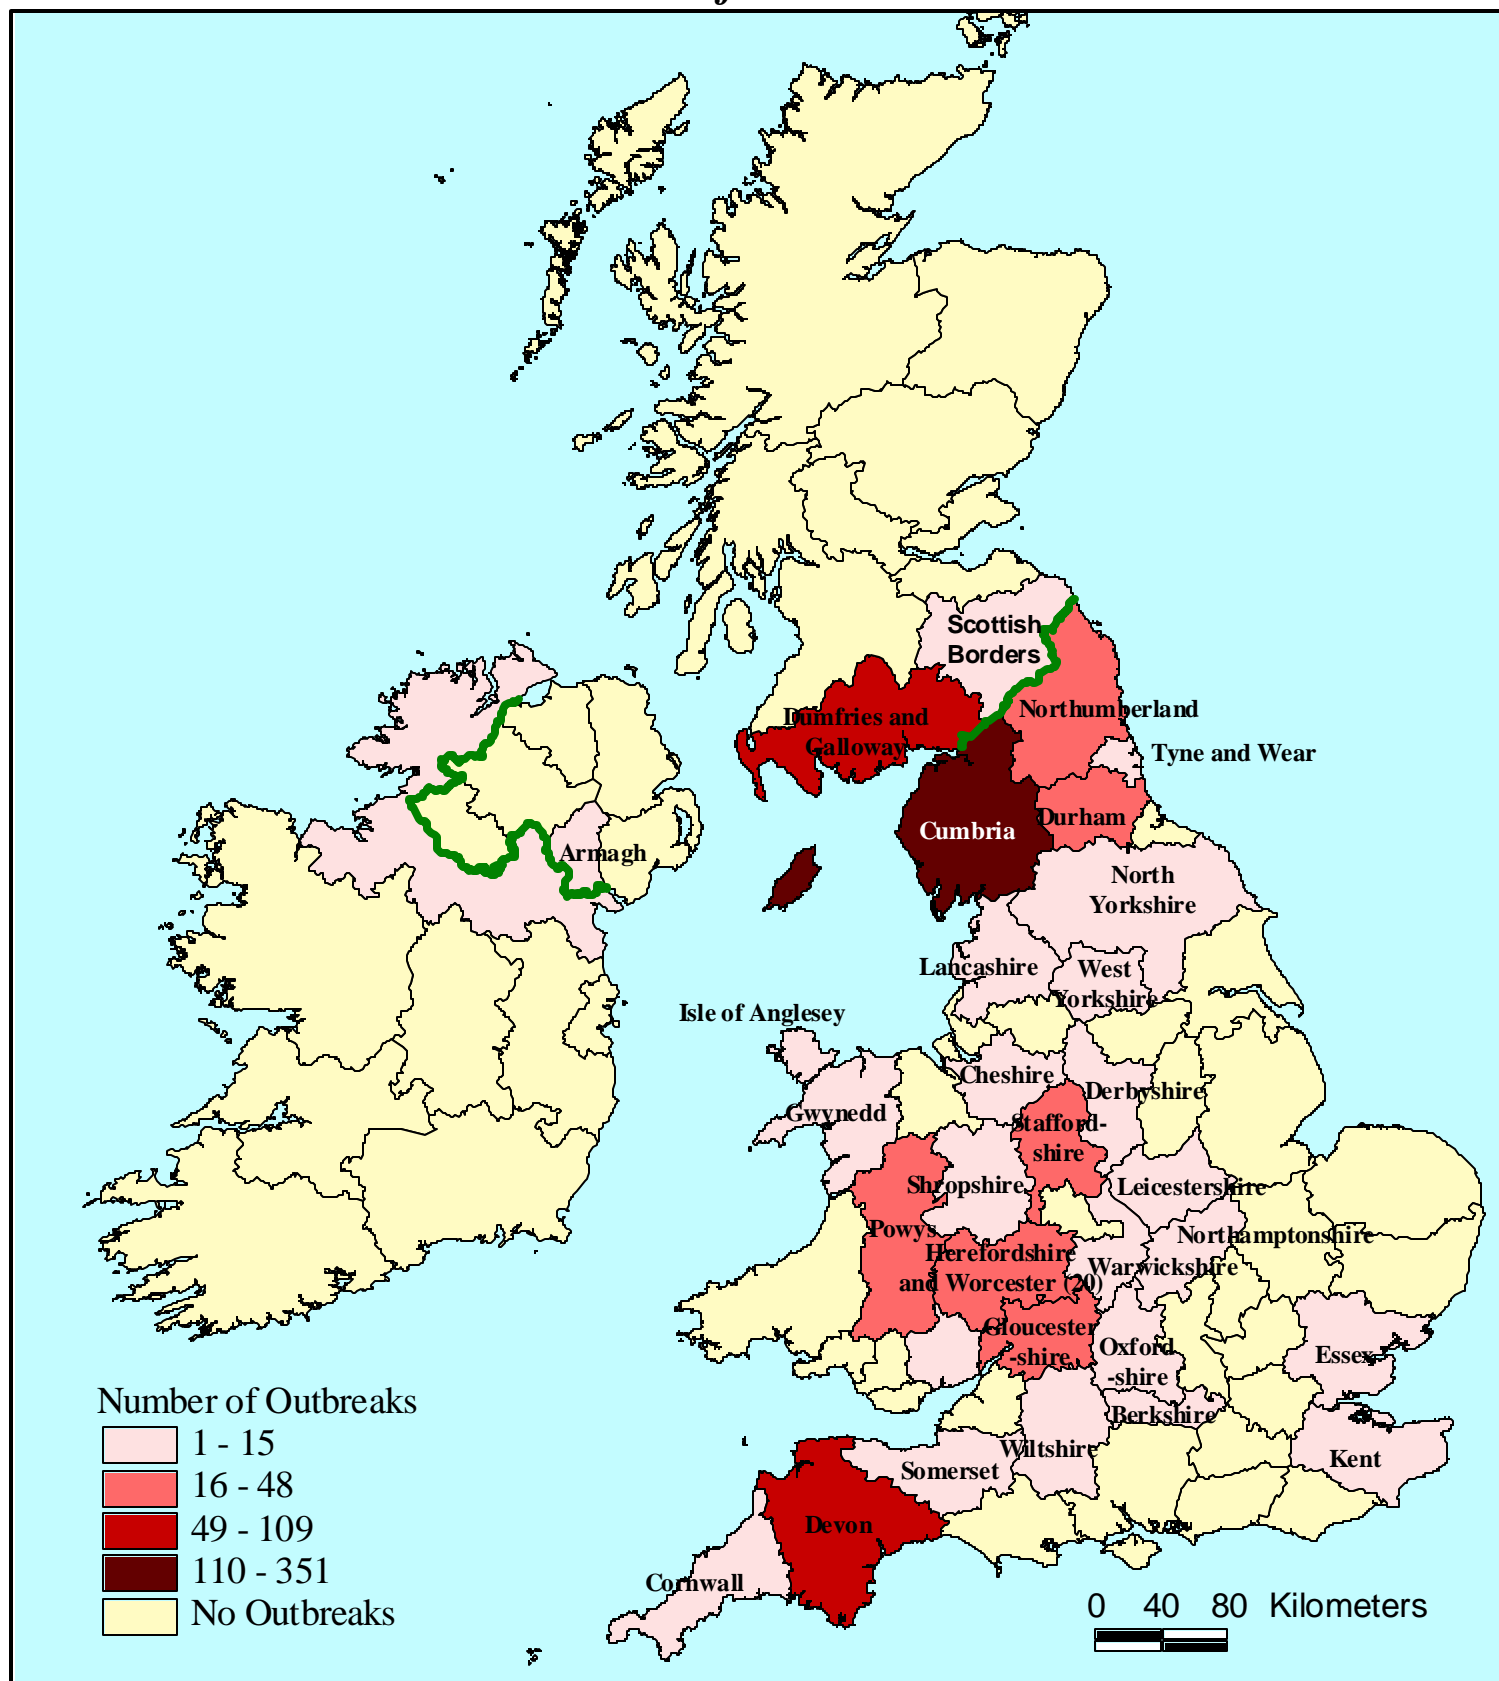 Scottish
Borders
Dumfries and
Galloway
Northumberland
Tyne and Wear
Durham
Cumbria
Armagh
North
Yorkshire
Lancashire
West
Yorkshire
Isle of Anglesey
Cheshire
Derbyshire
Gwynedd
Stafford-
shire
Shropshire
Leicestershire
Powys
Northamptonshire
Herefordshire
and Worcester (20)
Warwickshire
Gloucester
-shire
Oxford
-shire
Essex
Berkshire
Wiltshire
Somerset
Kent
Devon
Cornwall
Number of Outbreaks
1 - 15
16 - 48
49 - 109
110 - 351
No Outbreaks
0 40 80 Kilometers